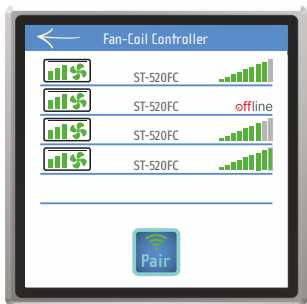 Fan-Coil Controller
ST-520FC
ST-520FC offline
ST-520FC
ST-520FC
Pair